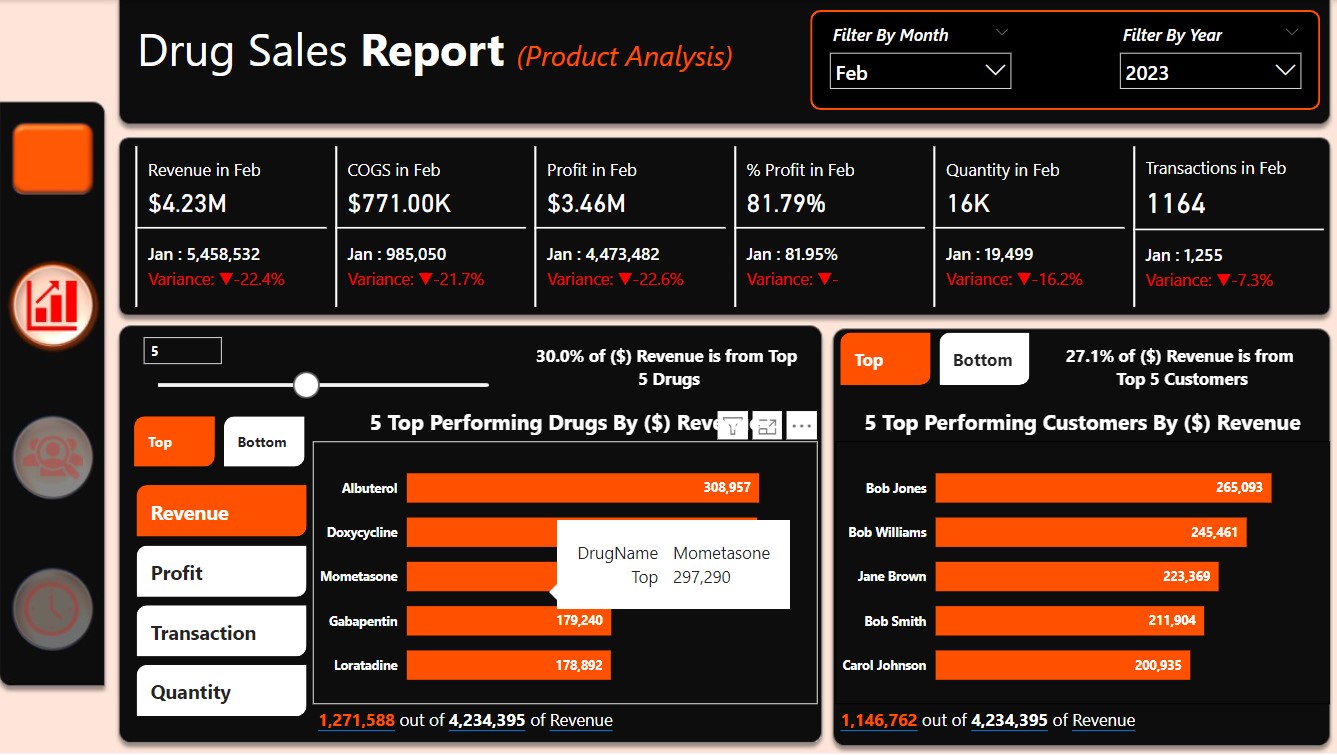 Drug Sales Report (Product Analysis)
Filter By Month
Feb
Filter By Year
2023
Revenue in Feb
$4.23M
Jan : 5,458,532
Variance: ▼-22.4%
COGS in Feb
$771.00K
Jan : 985,050
Variance: ▼-21.7%
Profit in Feb
$3.46M
Jan : 4,473,482
Variance: ▼-22.6%
% Profit in Feb
81.79%
Jan : 81.95%
Variance: ▼-
Quantity in Feb
16K
Jan : 19,499
Variance: ▼-16.2%
Transactions in Feb
1164
Jan : 1,255
Variance: ▼-7.3%
5
30.0% of ($) Revenue is from Top
5 Drugs
Top
Bottom
Revenue
Profit
Transaction
Quantity
5 Top Performing Drugs By ($) Reve
Albuterol 308,957
Doxycycline
Mometasone
Gabapentin 179,240
Loratadine 178,892
DrugName Mometasone
Top 297,290
1,271,588 out of 4,234,395 of Revenue
Top
Bottom
27.1% of ($) Revenue is from
Top 5 Customers
5 Top Performing Customers By ($) Revenue
Bob Jones 265,093
Bob Williams 245,461
Jane Brown 223,369
Bob Smith 211,904
Carol Johnson 200,935
1,146,762 out of 4,234,395 of Revenue